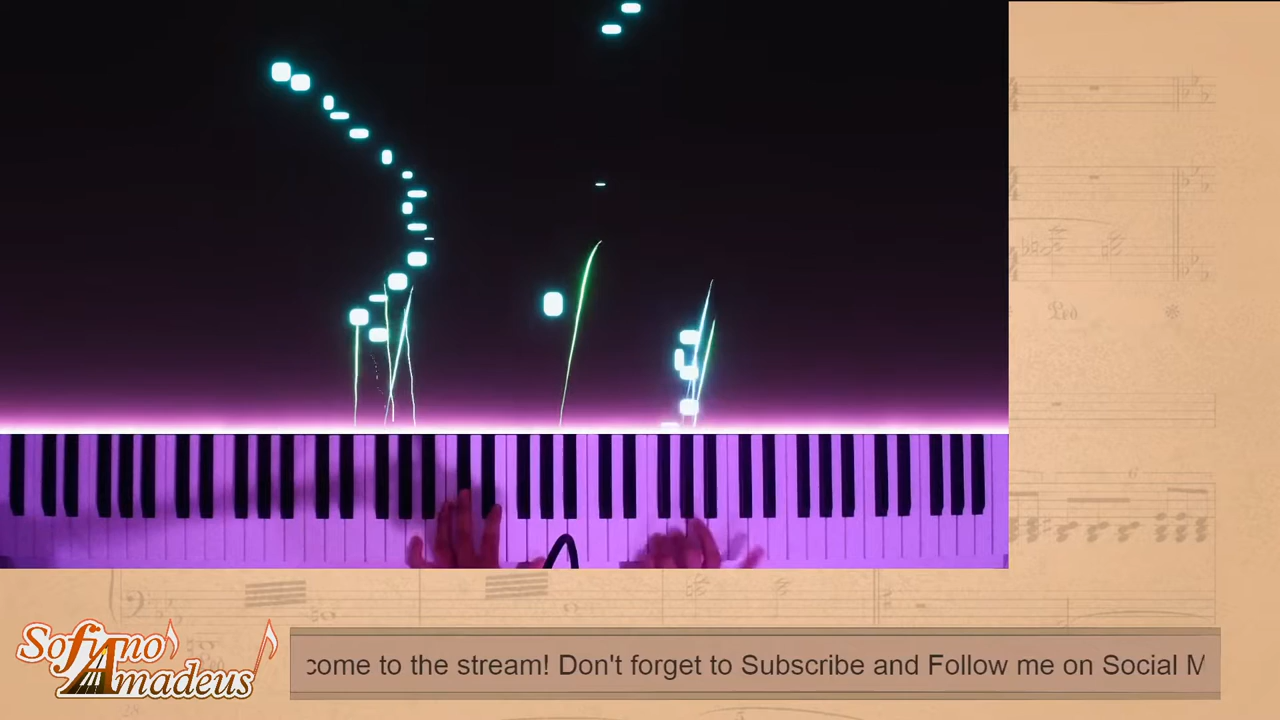 Sofiano
Amadeus
come to the stream! Don't forget to Subscribe and Follow me on Social M